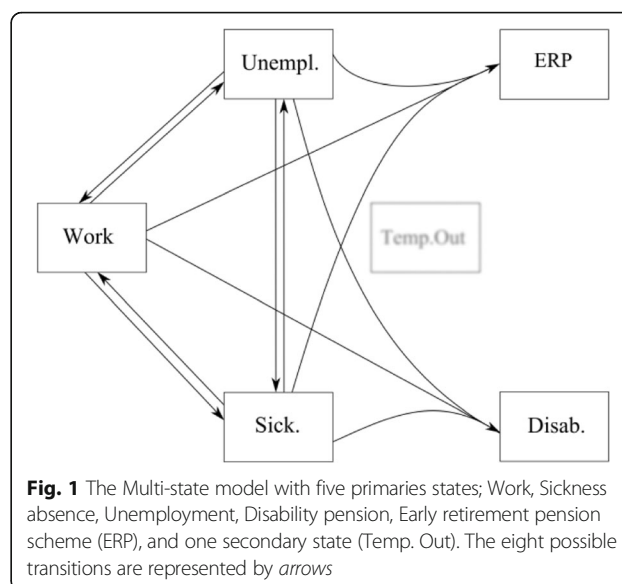 Unempl.
ERP
Work
Temp.Out
Sick.
Disab.
Fig. 1 The Multi-state model with five primaries states; Work, Sickness
absence, Unemployment, Disability pension, Early retirement pension
scheme (ERP), and one secondary state (Temp. Out). The eight possible
transitions are represented by arrows